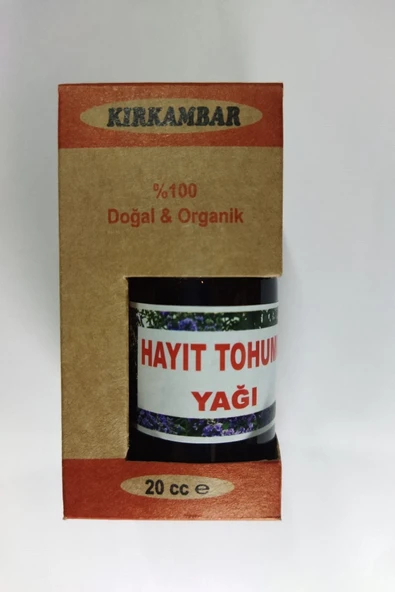 KIRKAMBAR
%100
Doğal & Organik
HAYIT TOHUM
YAĞI
20 cc ℮